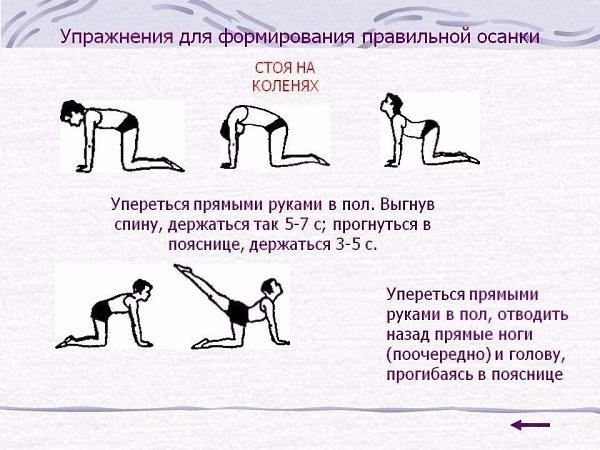 Упражнения для формирования правильной осанки
СТОЯ НА
КОЛЕНЯХ
Упереться прямыми руками в пол. Выгнув
спину, держаться так 5-7 с; прогнуться в
пояснице, держаться 3-5 с.
Упереться прямыми
руками в пол, отводить
назад прямые ноги
(поочередно) и голову,
прогибаясь в пояснице